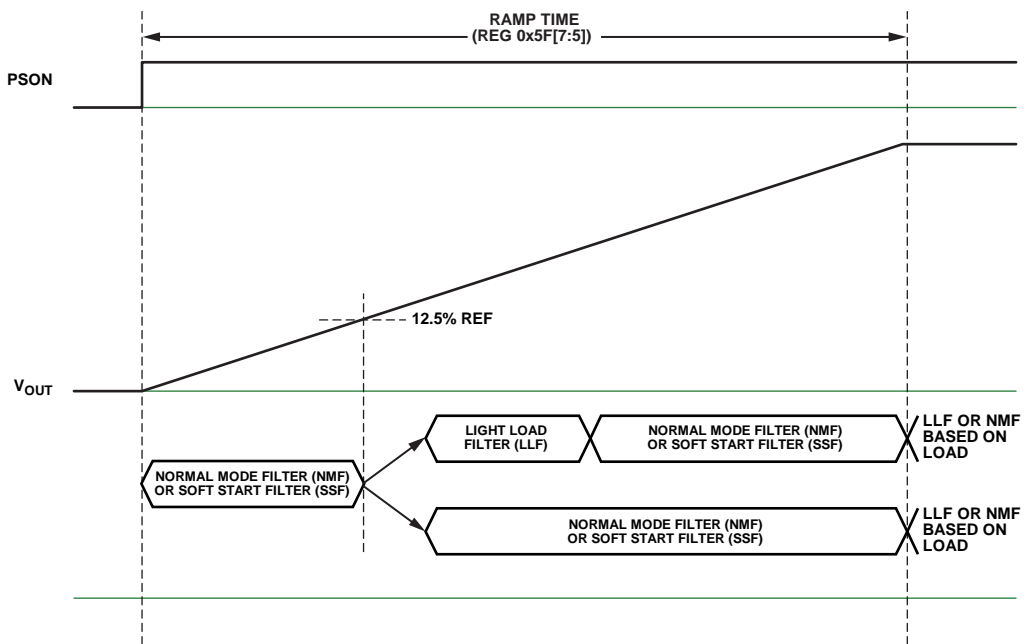 RAMP TIME
(REG 0x5F[7:5])
PSON
12.5% REF
VOUT
LIGHT LOAD
FILTER (LLF)
NORMAL MODE FILTER (NMF)
OR SOFT START FILTER (SSF)
LLF OR NMF
BASED ON
LOAD
NORMAL MODE FILTER (NMF)
OR SOFT START FILTER (SSF)
NORMAL MODE FILTER (NMF)
OR SOFT START FILTER (SSF)
LLF OR NMF
BASED ON
LOAD